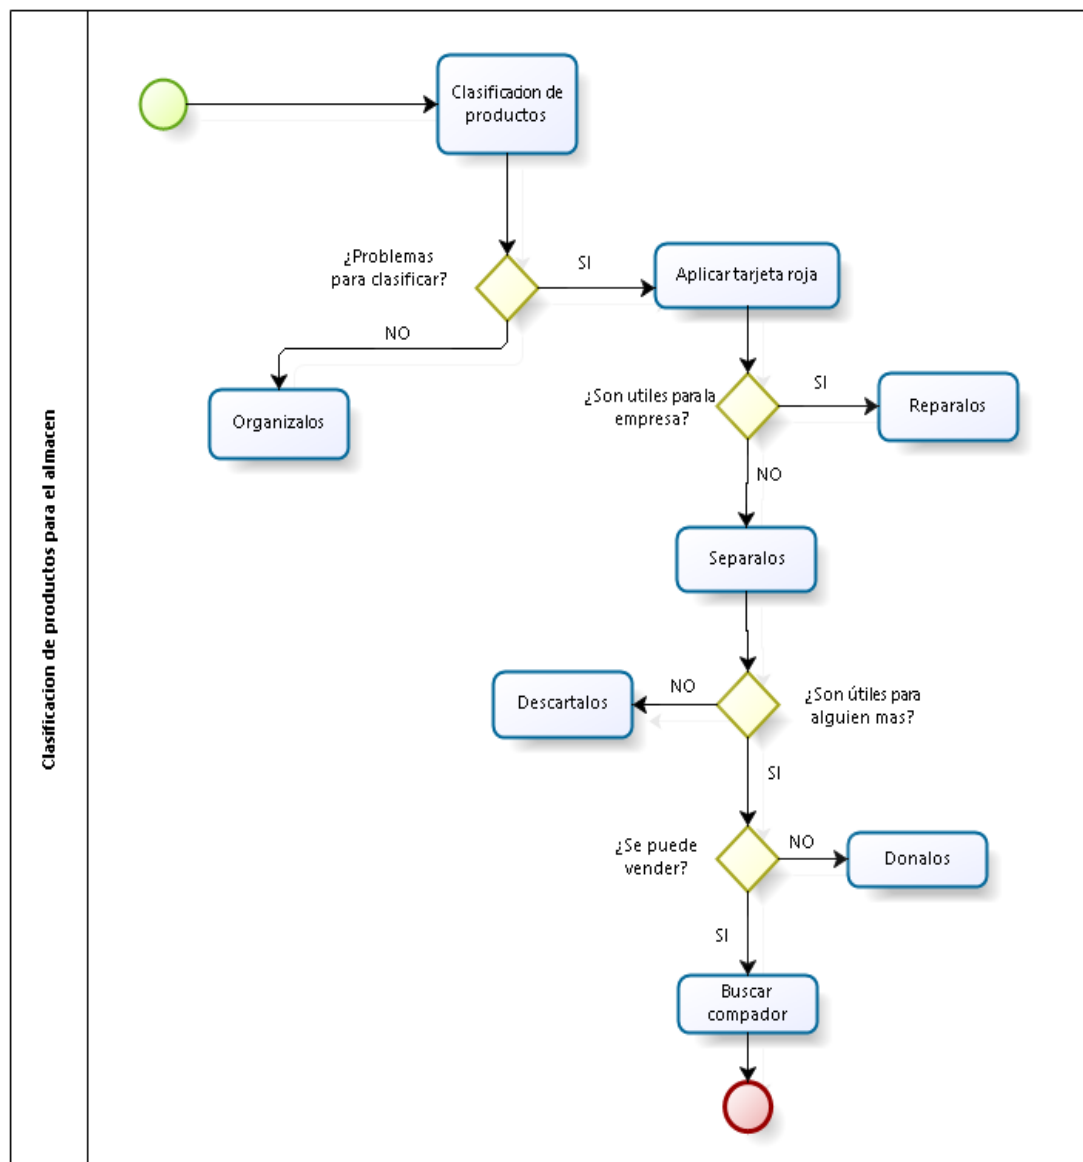 Clasificacion de productos para el almacen
Clasificacion de
productos
¿Problemas
para clasificar?
SI
Aplicar tarjeta roja
NO
Organizalos
¿Son utiles para la
empresa?
SI
Reparalos
NO
Separalos
Descartalos
NO
¿Son útiles para
alguien mas?
SI
¿Se puede
vender?
NO
Donalos
SI
Buscar
compador